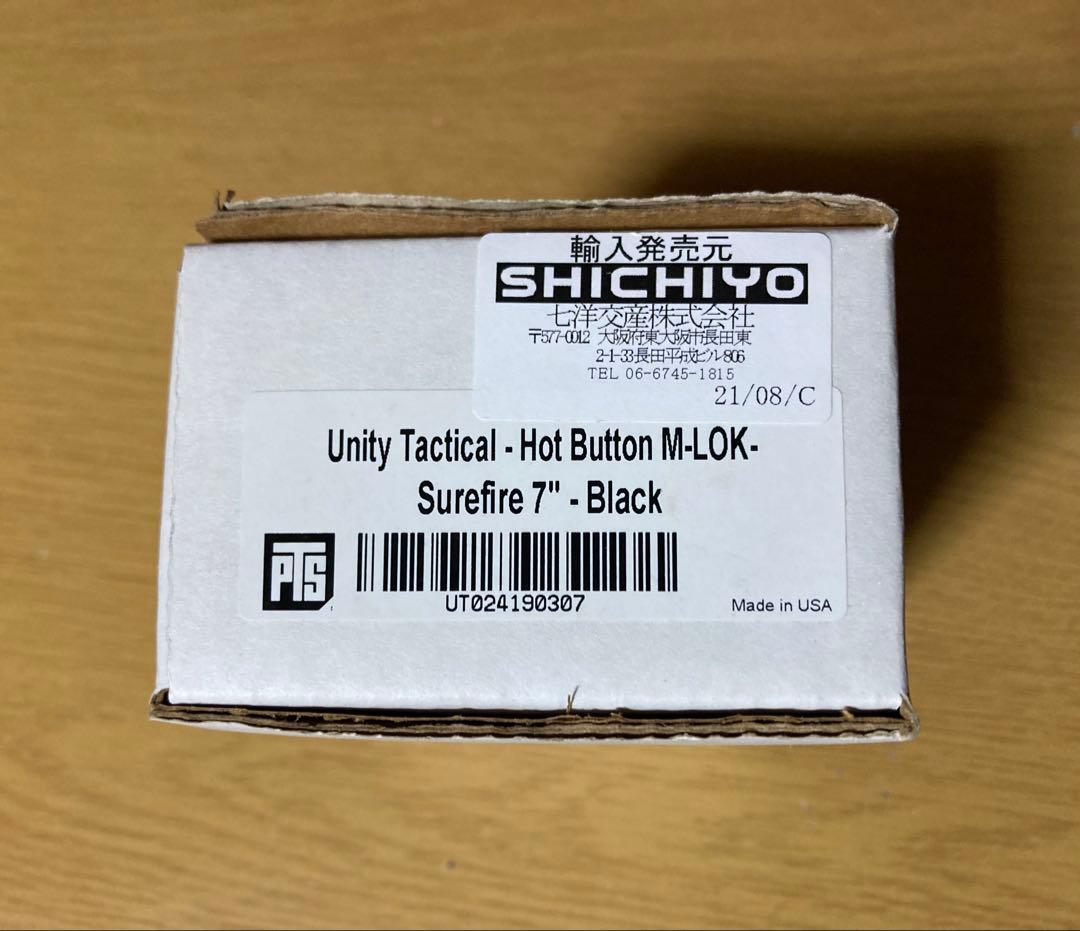 輸入発売元
SHICHIYO
七洋交産株式会社
〒577-0012 大阪府東大阪市長田東
2-1-33長田平成ビル806
TEL 06-6745-1815
21/08/C
Unity Tactical - Hot Button M-LOK-
Surefire 7" - Black
PTS
UT024190307
Made in USA